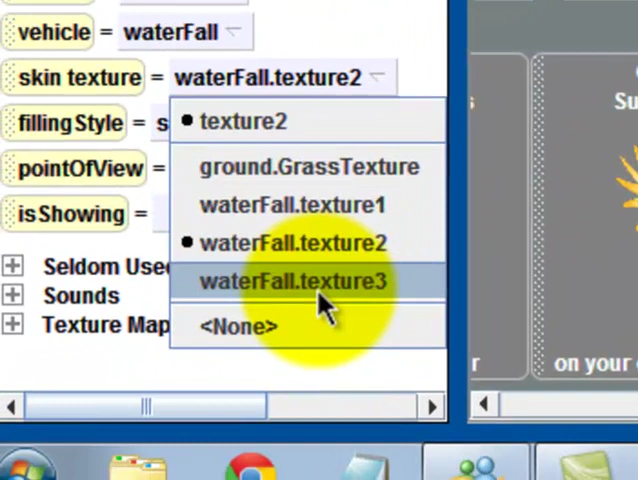 vehicle = waterFall
skin texture = waterFall.texture2
fillingStyle = s
texture2
pointOfView =
ground.GrassTexture
waterFall.texture1
isShowing =
waterFall.texture2
Seldom Use
waterFall.texture3
Sounds
Texture Map
<None>
Su
r
on your